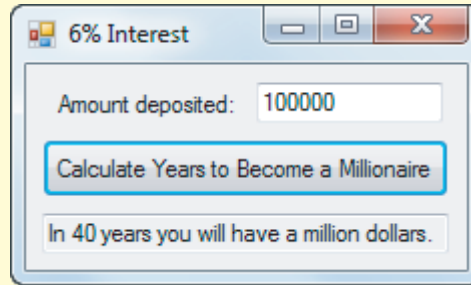 6% Interest
Amount deposited: 100000
Calculate Years to Become a Millionaire
In 40 years you will have a million dollars.